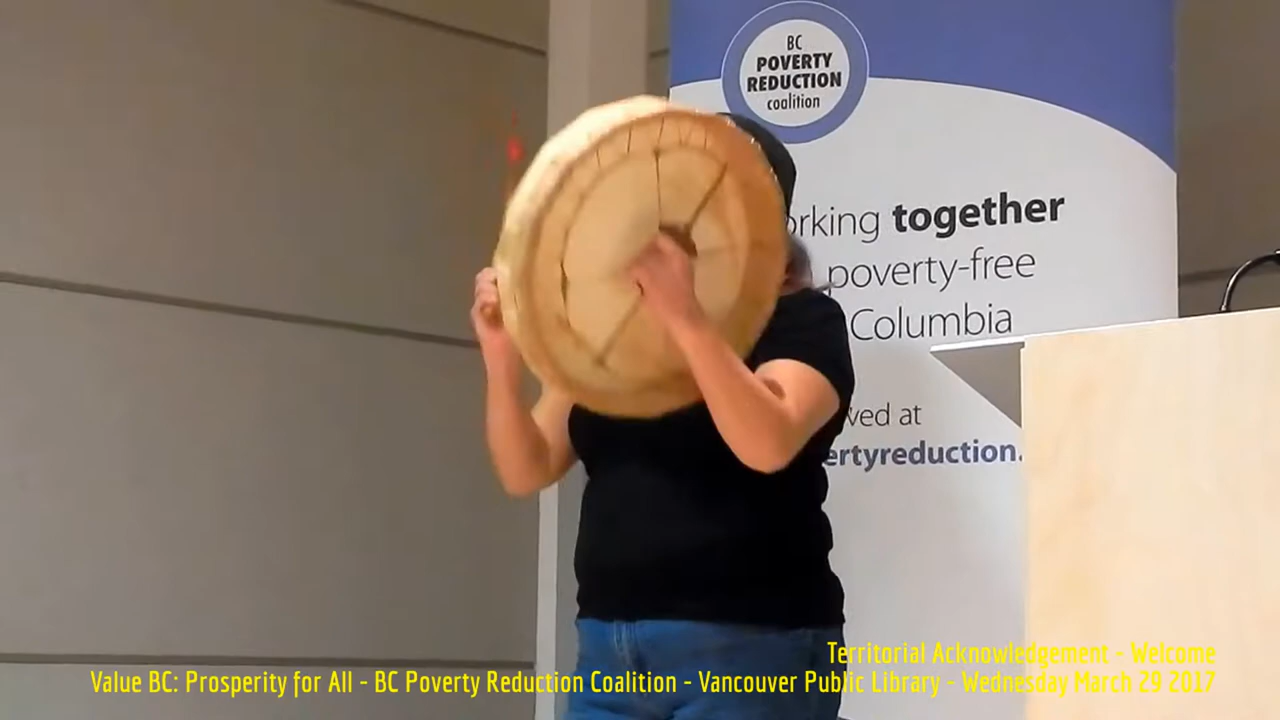 BC
POVERTY
REDUCTION
coalition
orking together
poverty-free
Columbia
ved at
ertyreduction.
Territorial Acknowledgement - Welcome
Value BC: Prosperity for All - BC Poverty Reduction Coalition - Vancouver Public Library - Wednesday March 29 2017